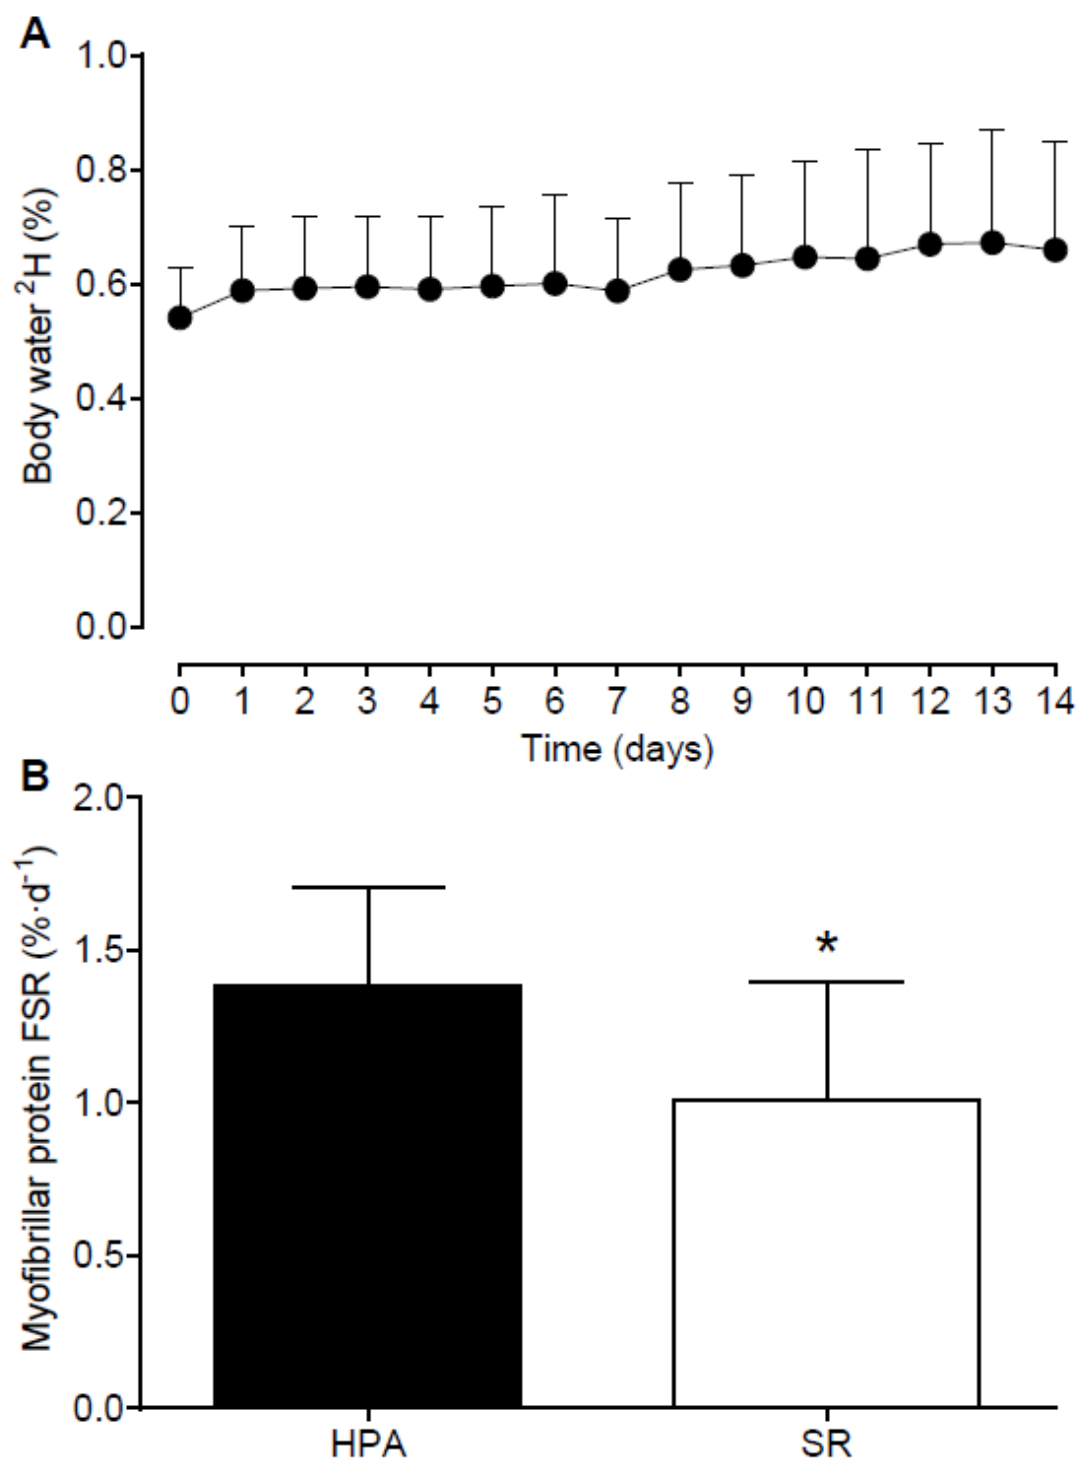 A
1.0
0.8
0.6
0.4
0.2
0.0
Body water ²H (%)
0 1 2 3 4 5 6 7 8 9 10 11 12 13 14
Time (days)
B
2.0
1.5
1.0
0.5
0.0
Myofibrillar protein FSR (%·d⁻¹)
*
HPA SR